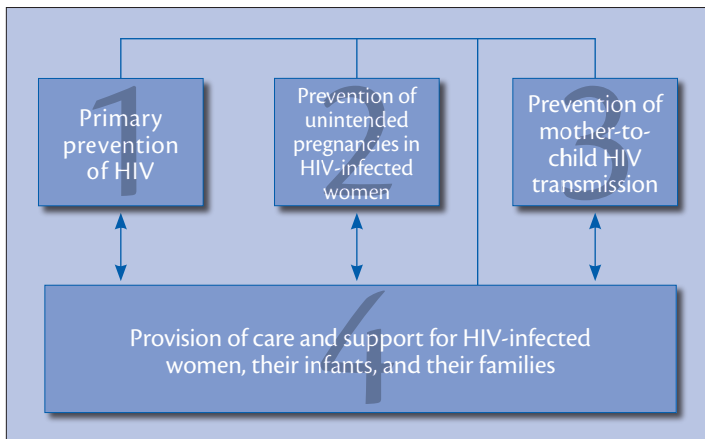 1
Primary
prevention
of HIV
2
Prevention of
unintended
pregnancies in
HIV-infected
women
3
Prevention of
mother-to-
child HIV
transmission
4
Provision of care and support for HIV-infected
women, their infants, and their families